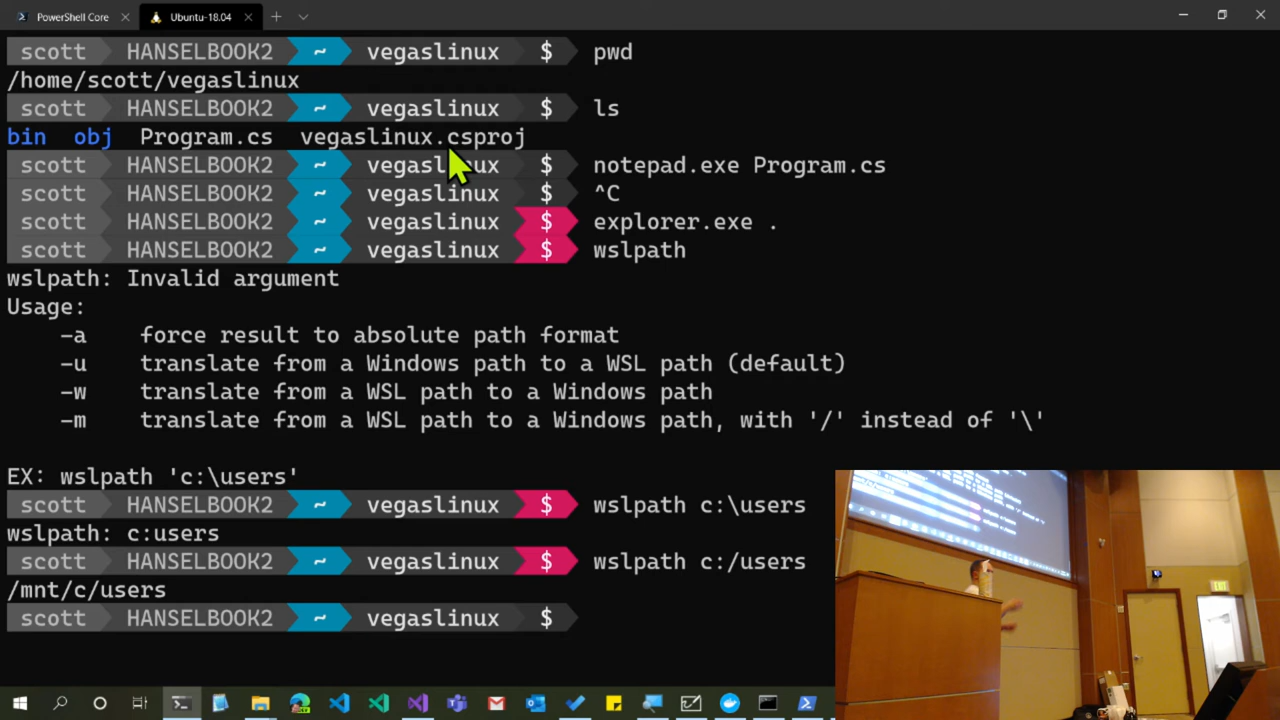 PowerShell Core
Ubuntu-18.04
scott HANSELBOOK2 ~ vegaslinux $ pwd
/home/scott/vegaslinux
scott HANSELBOOK2 ~ vegaslinux $ ls
bin obj Program.cs vegaslinux.csproj
scott HANSELBOOK2 ~ vegaslinux $ notepad.exe Program.cs
scott HANSELBOOK2 ~ vegaslinux $ ^C
scott HANSELBOOK2 ~ vegaslinux $ explorer.exe .
scott HANSELBOOK2 ~ vegaslinux $ wslpath
wslpath: Invalid argument
Usage:
-a force result to absolute path format
-u translate from a Windows path to a WSL path (default)
-w translate from a WSL path to a Windows path
-m translate from a WSL path to a Windows path, with '/' instead of '\'
EX: wslpath 'c:\users'
scott HANSELBOOK2 ~ vegaslinux $ wslpath c:\users
wslpath: c:users
scott HANSELBOOK2 ~ vegaslinux $ wslpath c:/users
/mnt/c/users
scott HANSELBOOK2 ~ vegaslinux $